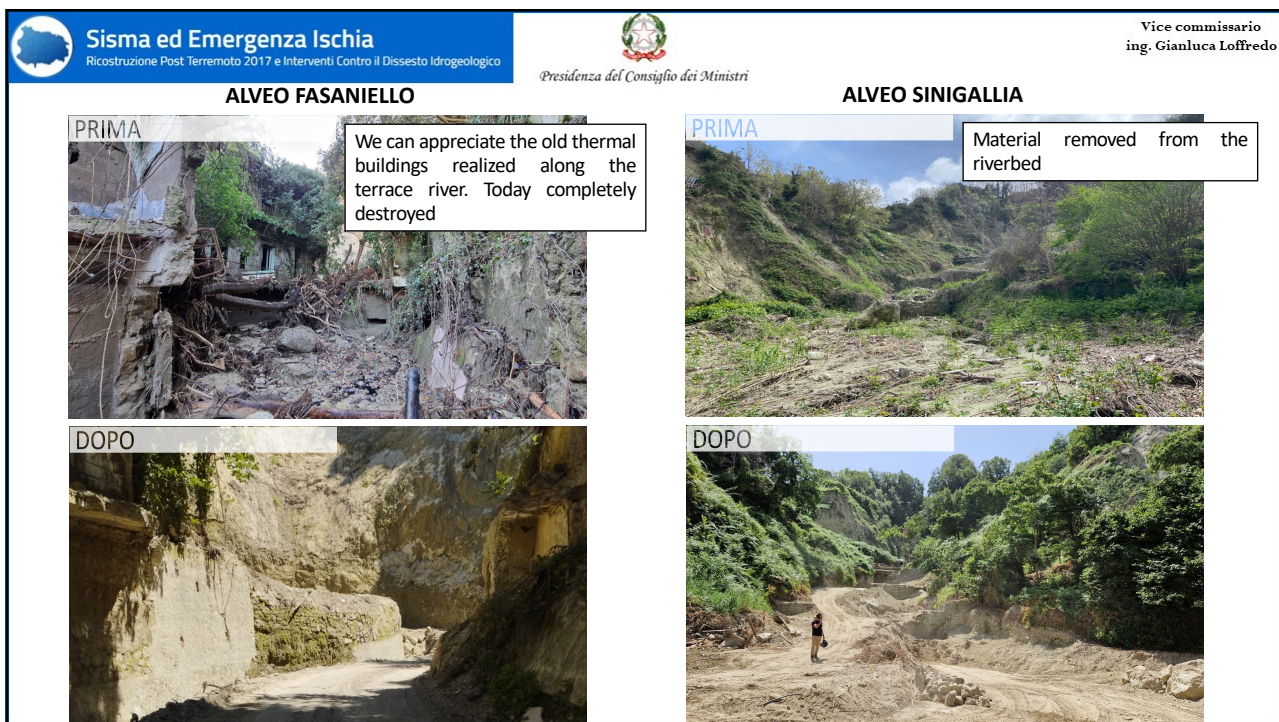 Sisma ed Emergenza Ischia
Ricostruzione Post Terremoto 2017 e Interventi Contro il Dissesto Idrogeologico
Presidenza del Consiglio dei Ministri
Vice commissario
ing. Gianluca Loffredo
ALVEO FASANIELLO
PRIMA
We can appreciate the old thermal
buildings realized along the
terrace river. Today completely
destroyed
DOPO
ALVEO SINIGALLIA
PRIMA
Material removed from the
riverbed
DOPO